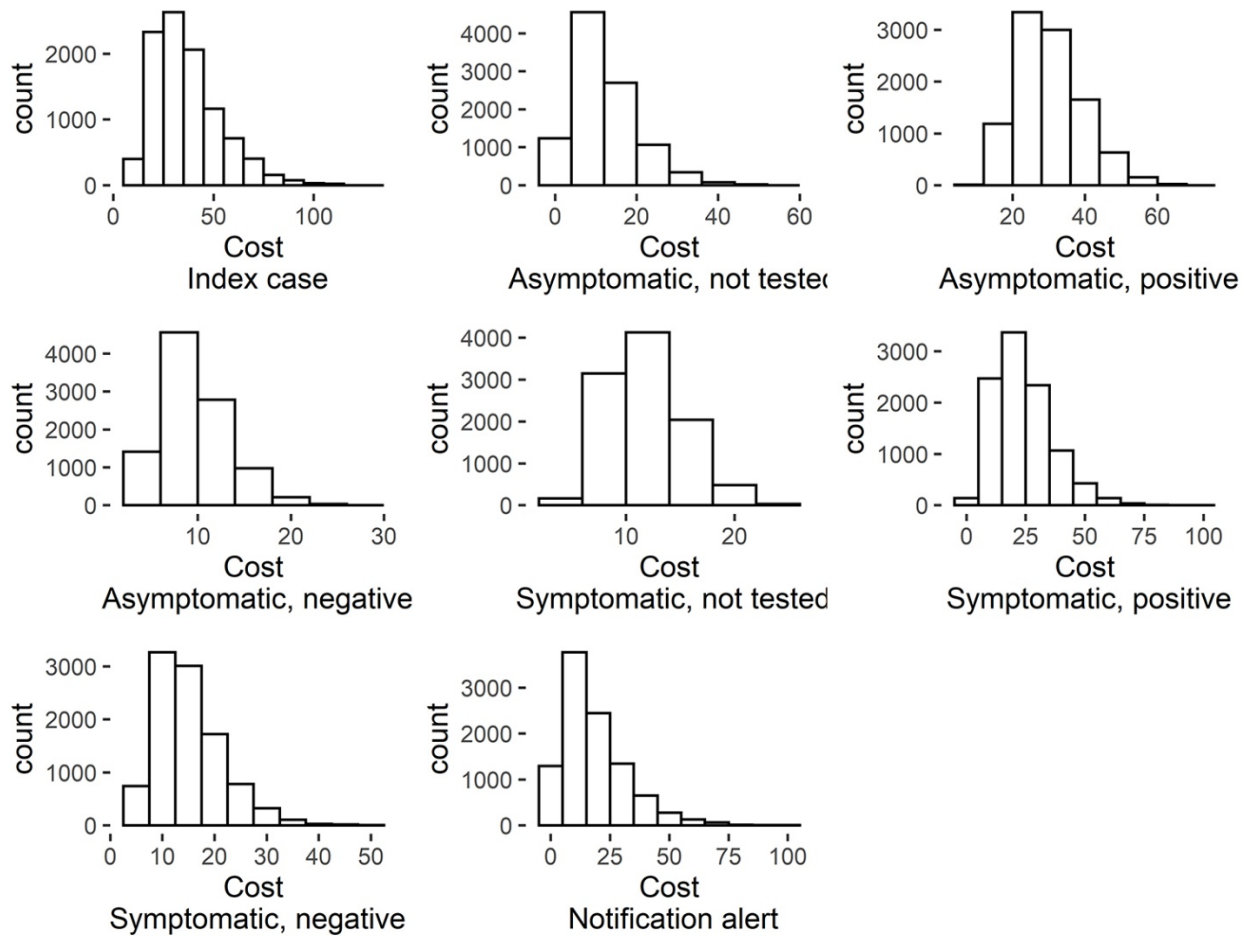 count
2000
1000
0
0 50 100
Cost
Index case
count
4000
3000
2000
1000
0
0 20 40 60
Cost
Asymptomatic, not teste
count
3000
2000
1000
0
20 40 60
Cost
Asymptomatic, positive
count
4000
3000
2000
1000
0
10 20 30
Cost
Asymptomatic, negative
count
4000
3000
2000
1000
0
10 20
Cost
Symptomatic, not tested
count
3000
2000
1000
0
0 25 50 75 100
Cost
Symptomatic, positive
count
3000
2000
1000
0
0 10 20 30 40 50
Cost
Symptomatic, negative
count
3000
2000
1000
0
0 25 50 75 100
Cost
Notification alert